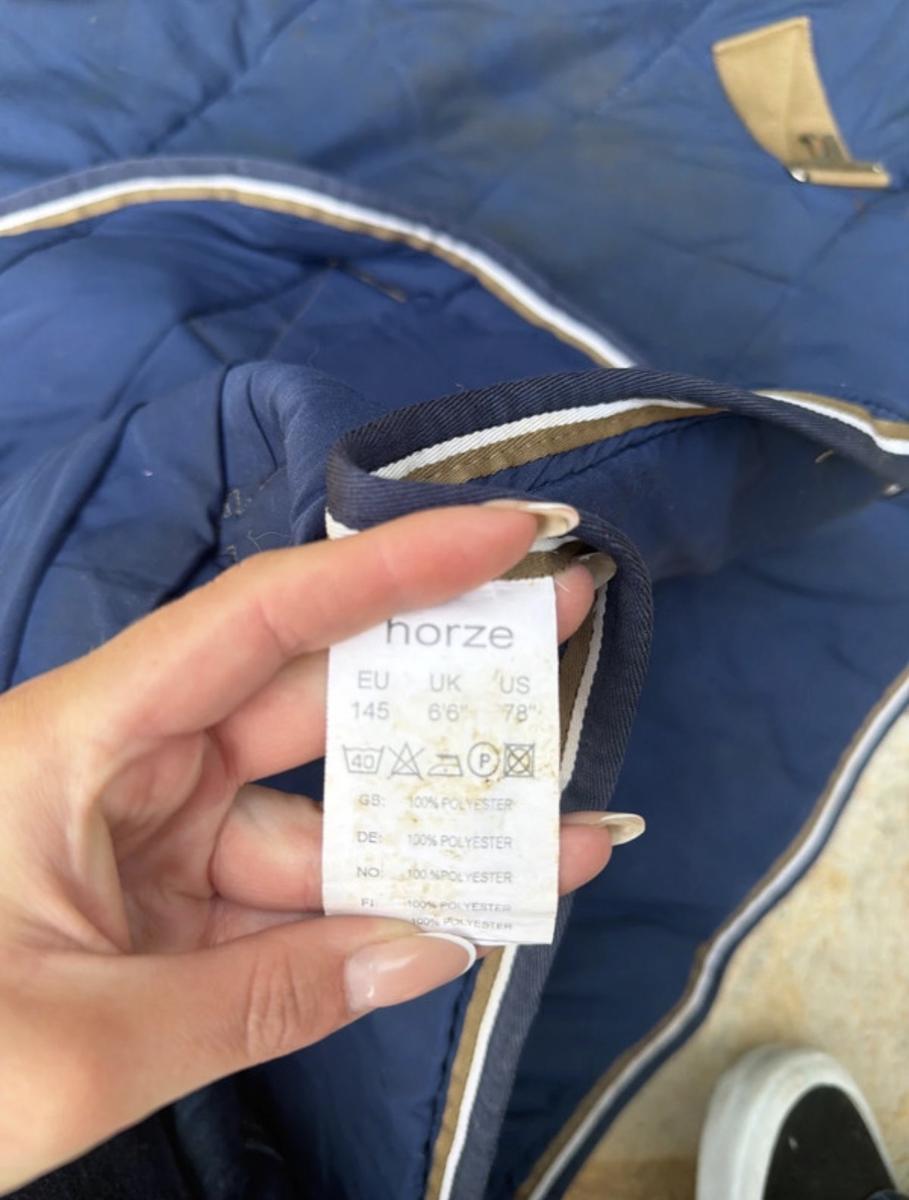 horze
EU UK US
145 6'6" 78"
40 P
GB: 100% POLYESTER
DE: 100% POLYESTER
NO: 100%POLYESTER
FI: 100% POLYESTER
100% POLYESTER